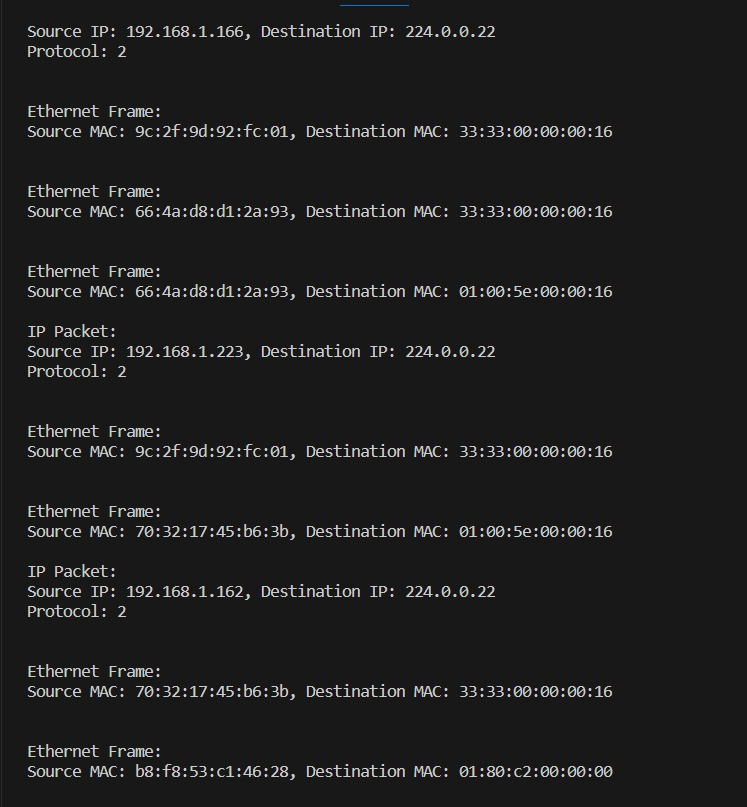 Source IP: 192.168.1.166, Destination IP: 224.0.0.22
Protocol: 2
Ethernet Frame:
Source MAC: 9c:2f:9d:92:fc:01, Destination MAC: 33:33:00:00:00:16
Ethernet Frame:
Source MAC: 66:4a:d8:d1:2a:93, Destination MAC: 33:33:00:00:00:16
Ethernet Frame:
Source MAC: 66:4a:d8:d1:2a:93, Destination MAC: 01:00:5e:00:00:16
IP Packet:
Source IP: 192.168.1.223, Destination IP: 224.0.0.22
Protocol: 2
Ethernet Frame:
Source MAC: 9c:2f:9d:92:fc:01, Destination MAC: 33:33:00:00:00:16
Ethernet Frame:
Source MAC: 70:32:17:45:b6:3b, Destination MAC: 01:00:5e:00:00:16
IP Packet:
Source IP: 192.168.1.162, Destination IP: 224.0.0.22
Protocol: 2
Ethernet Frame:
Source MAC: 70:32:17:45:b6:3b, Destination MAC: 33:33:00:00:00:16
Ethernet Frame:
Source MAC: b8:f8:53:c1:46:28, Destination MAC: 01:80:c2:00:00:00